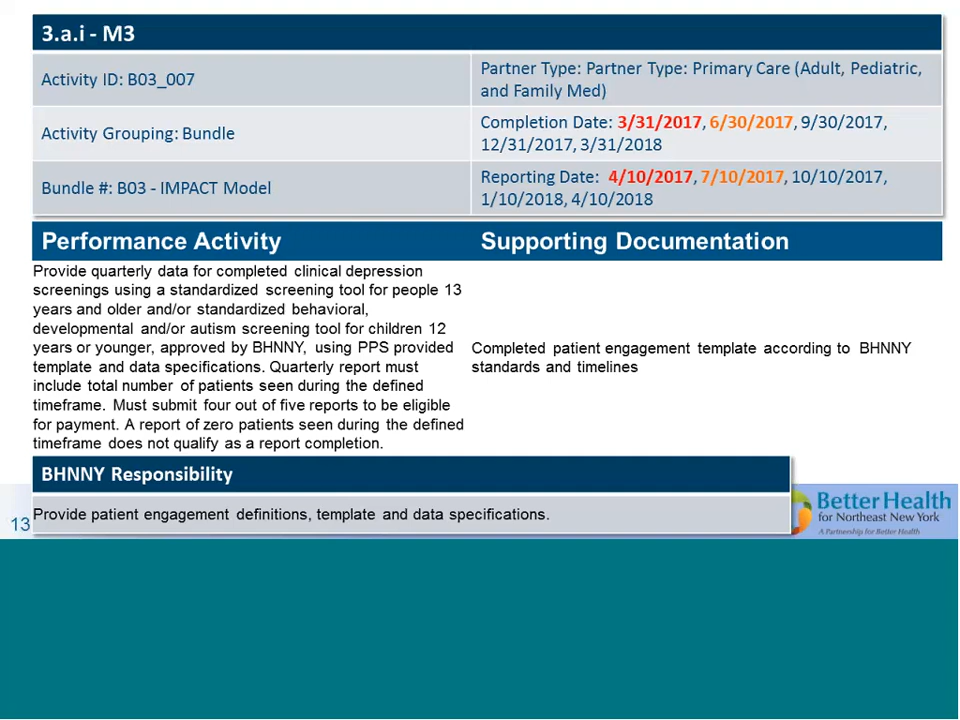 3.a.i - M3
Activity ID: B03_007
Partner Type: Partner Type: Primary Care (Adult, Pediatric,
and Family Med)
Activity Grouping: Bundle
Completion Date: 3/31/2017, 6/30/2017, 9/30/2017,
12/31/2017, 3/31/2018
Bundle #: B03 - IMPACT Model
Reporting Date: 4/10/2017, 7/10/2017, 10/10/2017,
1/10/2018, 4/10/2018
Performance Activity
Supporting Documentation
Provide quarterly data for completed clinical depression
screenings using a standardized screening tool for people 13
years and older and/or standardized behavioral,
developmental and/or autism screening tool for children 12
years or younger, approved by BHNNY, using PPS provided
template and data specifications. Quarterly report must
include total number of patients seen during the defined
timeframe. Must submit four out of five reports to be eligible
for payment. A report of zero patients seen during the defined
timeframe does not qualify as a report completion.
Completed patient engagement template according to BHNNY
standards and timelines
BHNNY Responsibility
Provide patient engagement definitions, template and data specifications.
13
Better Health
for Northeast New York
A Partnership for Better Health